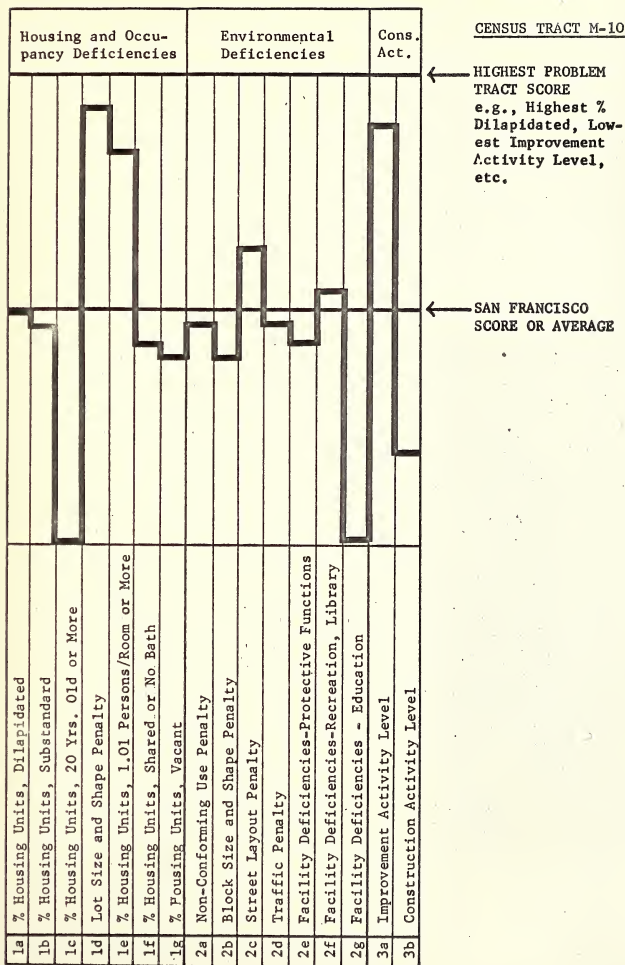 CENSUS TRACT M-10
Housing and Occu-
pancy Deficiencies
Environmental
Deficiencies
Cons.
Act.
HIGHEST PROBLEM
TRACT SCORE
e.g., Highest %
Dilapidated, Low-
est Improvement
Activity Level,
etc.
SAN FRANCISCO
SCORE OR AVERAGE
1a % Housing Units, Dilapidated
1b % Housing Units, Substandard
1c % Housing Units, 20 Yrs. Old or More
1d Lot Size and Shape Penalty
1e % Housing Units, 1.01 Persons/Room or More
1f % Housing Units, Shared or No Bath
1g % Housing Units, Vacant
2a Non-Conforming Use Penalty
2b Block Size and Shape Penalty
2c Street Layout Penalty
2d Traffic Penalty
2e Facility Deficiencies-Protective Functions
2f Facility Deficiencies-Recreation, Library
2g Facility Deficiencies - Education
3a Improvement Activity Level
3b Construction Activity Level